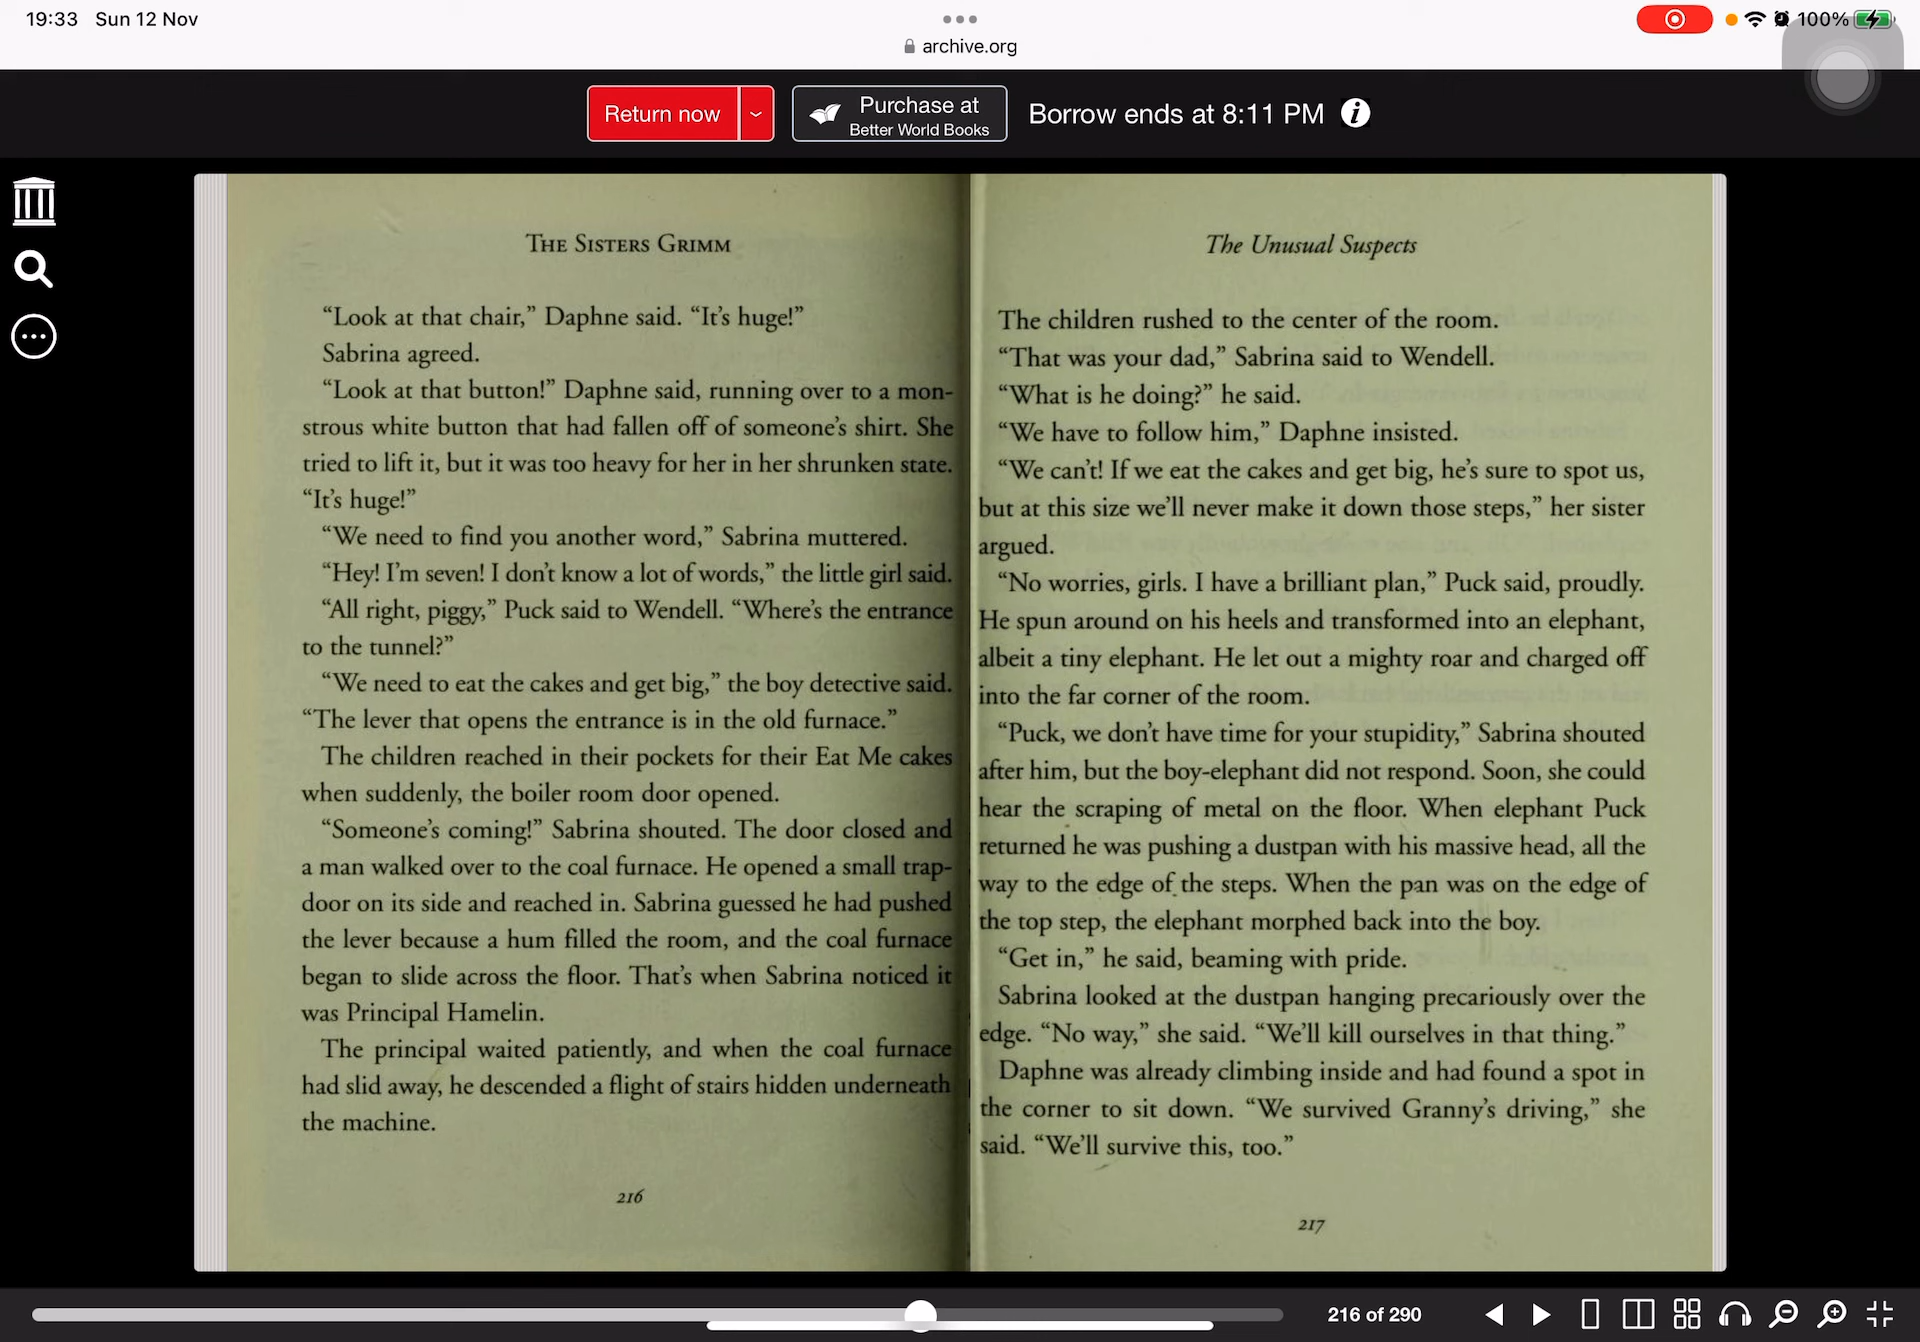 19:33 Sun 12 Nov
100%
archive.org
Return now
Purchase at
Better World Books
Borrow ends at 8:11 PM
THE SISTERS GRIMM
“Look at that chair,” Daphne said. “It’s huge!”
Sabrina agreed.
“Look at that button!” Daphne said, running over to a mon-
strous white button that had fallen off of someone’s shirt. She
tried to lift it, but it was too heavy for her in her shrunken state.
“It’s huge!”
“We need to find you another word,” Sabrina muttered.
“Hey! I’m seven! I don’t know a lot of words,” the little girl said.
“All right, piggy,” Puck said to Wendell. “Where’s the entrance
to the tunnel?”
“We need to eat the cakes and get big,” the boy detective said.
“The lever that opens the entrance is in the old furnace.”
The children reached in their pockets for their Eat Me cakes
when suddenly, the boiler room door opened.
“Someone’s coming!” Sabrina shouted. The door closed and
a man walked over to the coal furnace. He opened a small trap-
door on its side and reached in. Sabrina guessed he had pushed
the lever because a hum filled the room, and the coal furnace
began to slide across the floor. That’s when Sabrina noticed it
was Principal Hamelin.
The principal waited patiently, and when the coal furnace
had slid away, he descended a flight of stairs hidden underneath
the machine.
216
The Unusual Suspects
The children rushed to the center of the room.
“That was your dad,” Sabrina said to Wendell.
“What is he doing?” he said.
“We have to follow him,” Daphne insisted.
“We can’t! If we eat the cakes and get big, he’s sure to spot us,
but at this size we’ll never make it down those steps,” her sister
argued.
“No worries, girls. I have a brilliant plan,” Puck said, proudly.
He spun around on his heels and transformed into an elephant,
albeit a tiny elephant. He let out a mighty roar and charged off
into the far corner of the room.
“Puck, we don’t have time for your stupidity,” Sabrina shouted
after him, but the boy-elephant did not respond. Soon, she could
hear the scraping of metal on the floor. When elephant Puck
returned he was pushing a dustpan with his massive head, all the
way to the edge of the steps. When the pan was on the edge of
the top step, the elephant morphed back into the boy.
“Get in,” he said, beaming with pride.
Sabrina looked at the dustpan hanging precariously over the
edge. “No way,” she said. “We’ll kill ourselves in that thing.”
Daphne was already climbing inside and had found a spot in
the corner to sit down. “We survived Granny’s driving,” she
said. “We’ll survive this, too.”
217
216 of 290